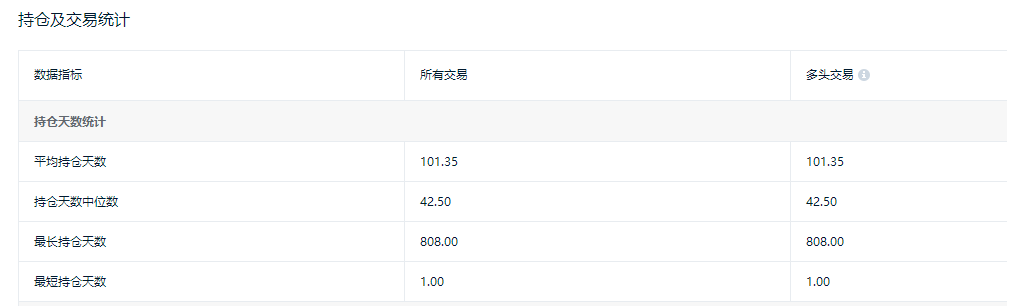 持仓及交易统计
数据指标 所有交易 多头交易
持仓天数统计
平均持仓天数 101.35 101.35
持仓天数中位数 42.50 42.50
最长持仓天数 808.00 808.00
最短持仓天数 1.00 1.00